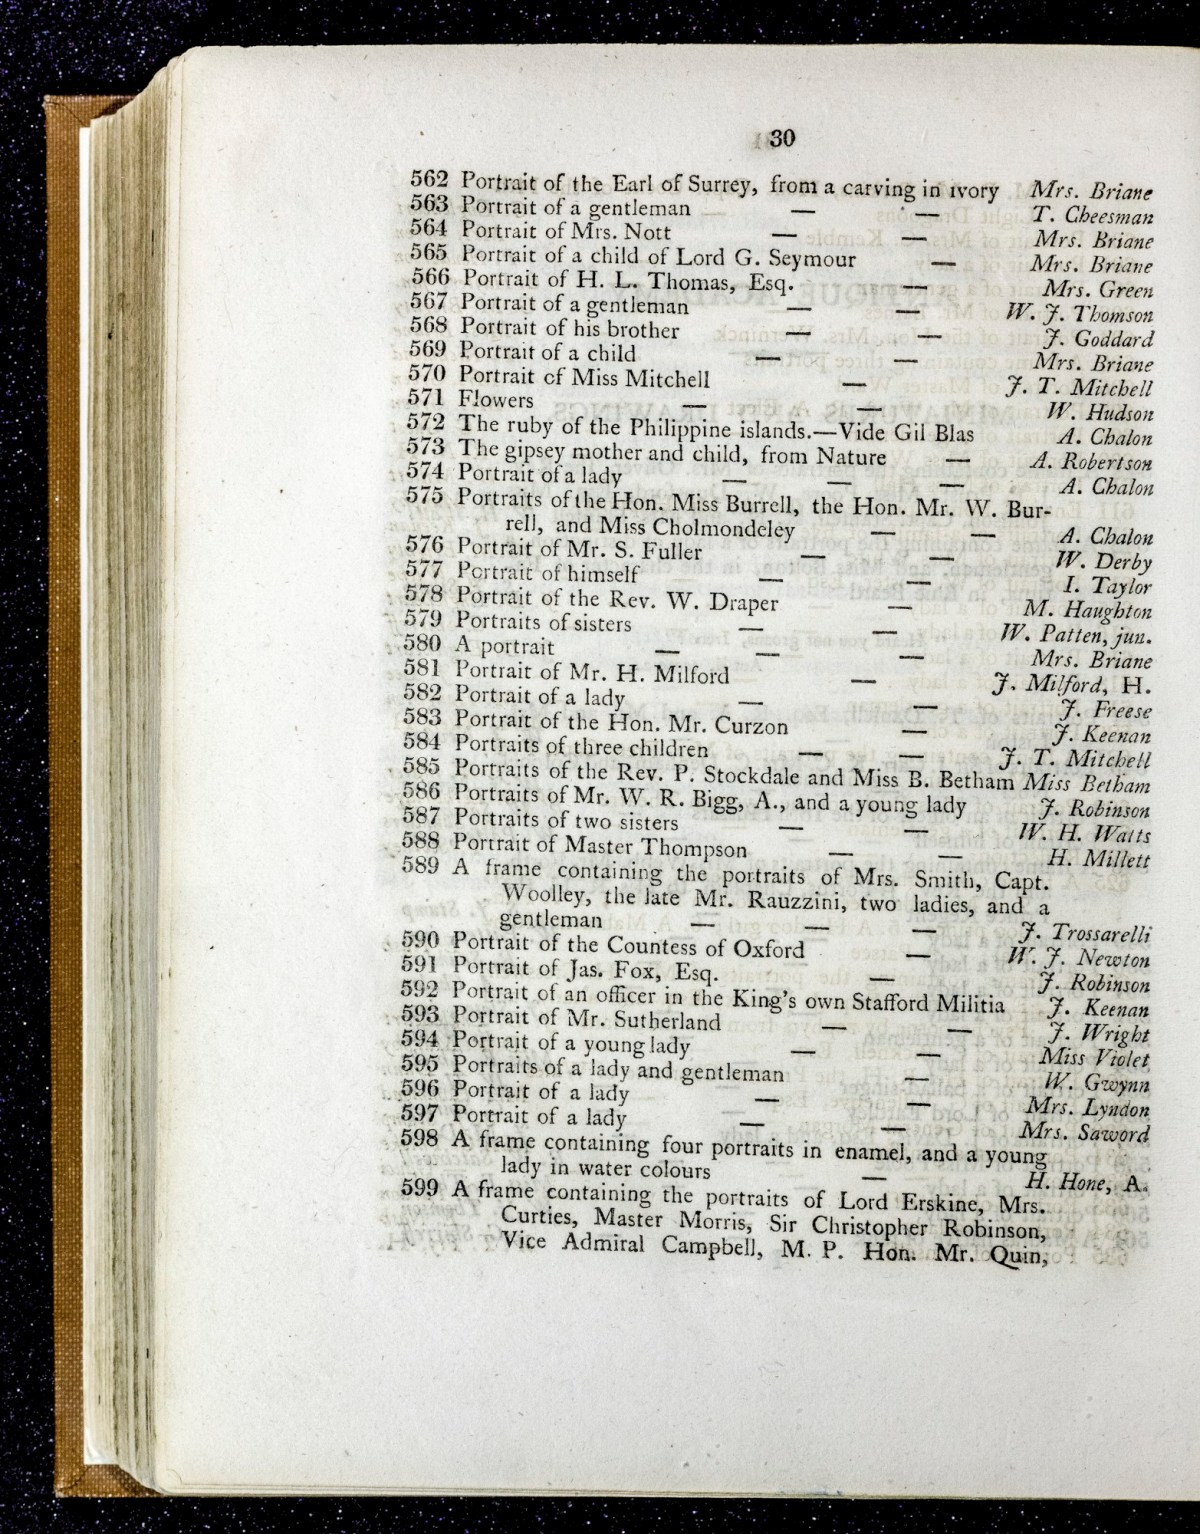 30
562 Portrait of the Earl of Surrey, from a carving in ivory Mrs. Briane
563 Portrait of a gentleman — — T. Cheesman
564 Portrait of Mrs. Nott — — Mrs. Briane
565 Portrait of a child of Lord G. Seymour — Mrs. Briane
566 Portrait of H. L. Thomas, Esq. — Mrs. Green
567 Portrait of a gentleman — — W. J. Thomson
568 Portrait of his brother — — J. Goddard
569 Portrait of a child — — Mrs. Briane
570 Portrait of Miss Mitchell — J. T. Mitchell
571 Flowers — — W. Hudson
572 The ruby of the Philippine islands.—Vide Gil Blas A. Chalon
573 The gipsey mother and child, from Nature — A. Robertson
574 Portrait of a lady — — — A. Chalon
575 Portraits of the Hon. Miss Burrell, the Hon. Mr. W. Bur-
rell, and Miss Cholmondeley — — A. Chalon
576 Portrait of Mr. S. Fuller — — W. Derby
577 Portrait of himself — — I. Taylor
578 Portrait of the Rev. W. Draper — M. Haughton
579 Portraits of sisters — — W. Patten, jun.
580 A portrait — — — Mrs. Briane
581 Portrait of Mr. H. Milford — J. Milford, H.
582 Portrait of a lady — — J. Freese
583 Portrait of the Hon. Mr. Curzon — J. Keenan
584 Portraits of three children — — J. T. Mitchell
585 Portraits of the Rev. P. Stockdale and Miss B. Betham Miss Betham
586 Portraits of Mr. W. R. Bigg, A., and a young lady J. Robinson
587 Portraits of two sisters — — W. H. Watts
588 Portrait of Master Thompson — — H. Millett
589 A frame containing the portraits of Mrs. Smith, Capt.
Woolley, the late Mr. Rauzzini, two ladies, and a
gentleman — — — J. Trossarelli
590 Portrait of the Countess of Oxford — W. J. Newton
591 Portrait of Jas. Fox, Esq. — J. Robinson
592 Portrait of an officer in the King's own Stafford Militia J. Keenan
593 Portrait of Mr. Sutherland — — J. Wright
594 Portrait of a young lady — — Miss Violet
595 Portraits of a lady and gentleman — W. Gwynn
596 Portrait of a lady — — Mrs. Lyndon
597 Portrait of a lady — — Mrs. Saword
598 A frame containing four portraits in enamel, and a young
lady in water colours — H. Hone, A.
599 A frame containing the portraits of Lord Erskine, Mrs.
Curties, Master Morris, Sir Christopher Robinson,
Vice Admiral Campbell, M. P. Hon. Mr. Quin,